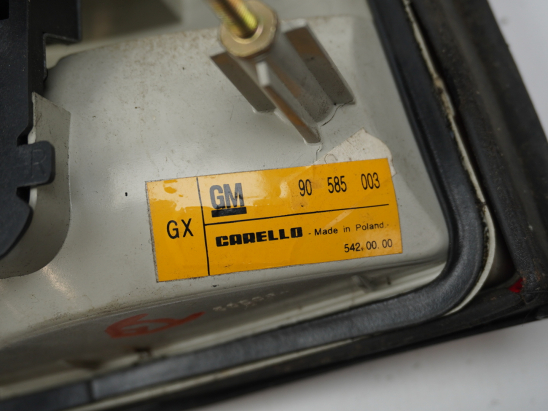 GX
GM 90 585 003
CARELLO - Made in Poland -
542.00.00